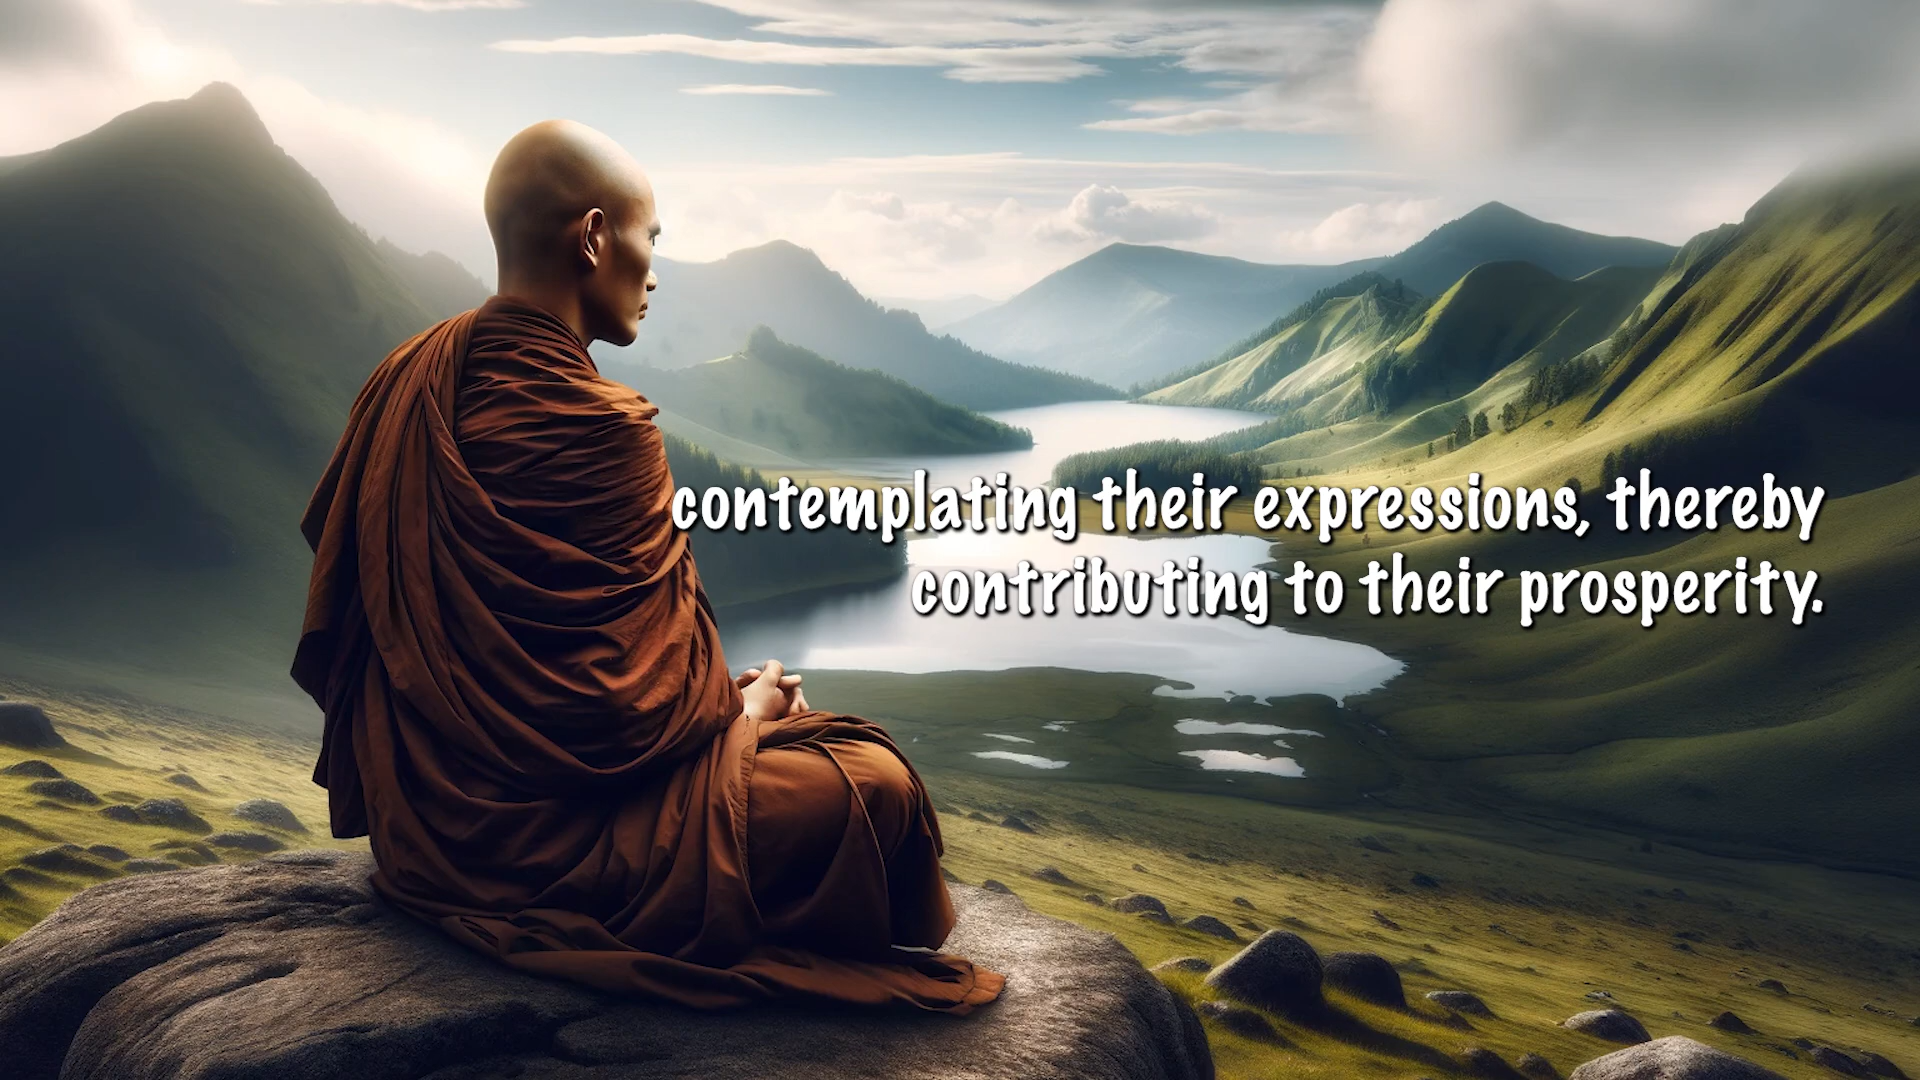 contemplating their expressions, thereby
contributing to their prosperity.